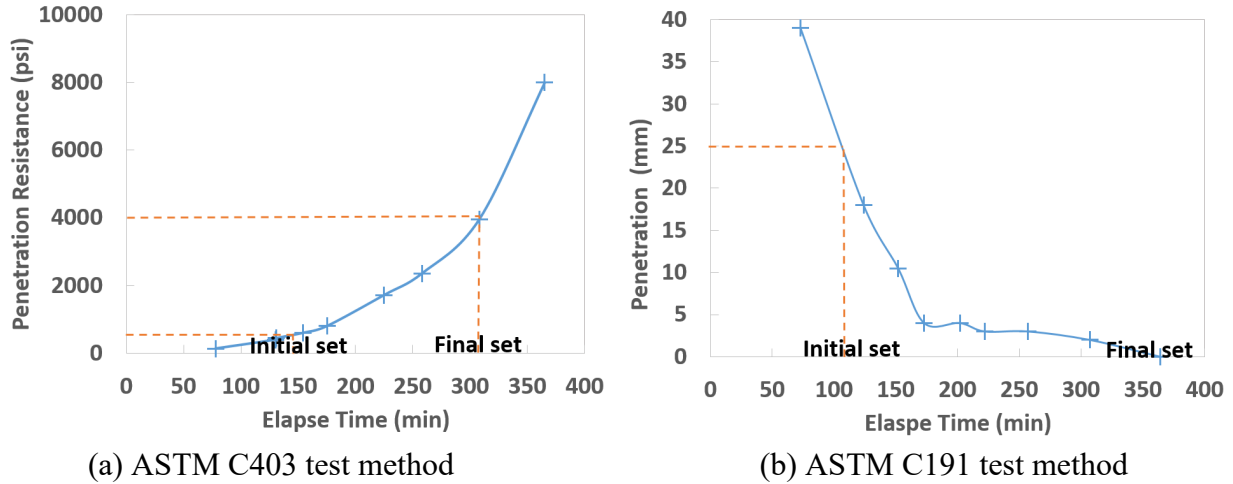 Penetration Resistance (psi)
10000
8000
6000
4000
2000
0
Initial set
Final set
0 50 100 150 200 250 300 350 400
Elapse Time (min)
(a) ASTM C403 test method
Penetration (mm)
40
35
30
25
20
15
10
5
0
Initial set
Final set
0 50 100 150 200 250 300 350 400
Elaspe Time (min)
(b) ASTM C191 test method